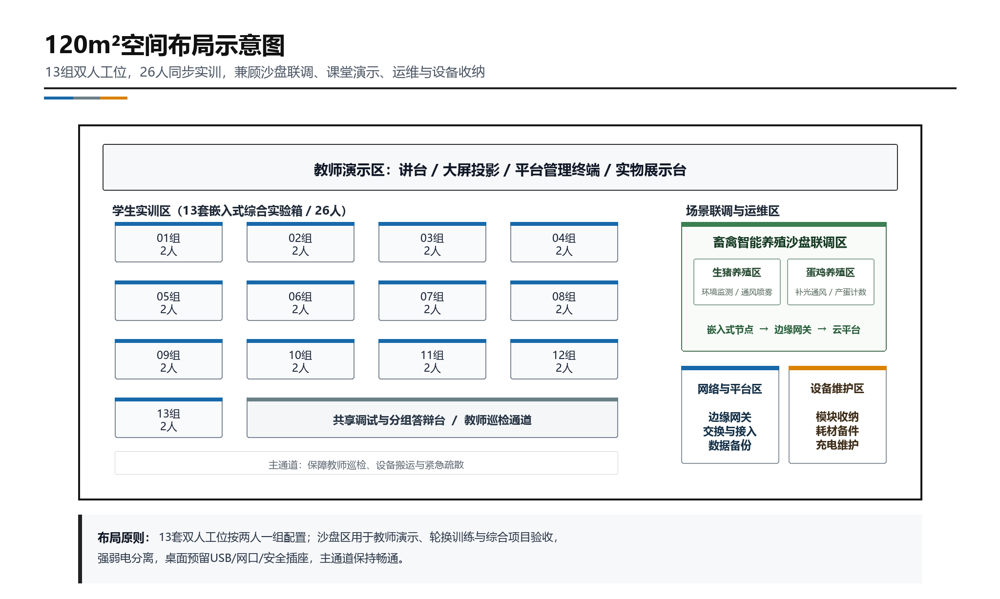 120m²空间布局示意图
13组双人工位，26人同步实训，兼顾沙盘联调、课堂演示、运维与设备收纳
教师演示区：讲台 / 大屏投影 / 平台管理终端 / 实物展示台
学生实训区（13套嵌入式综合实验箱 / 26人）
01组
2人
02组
2人
03组
2人
04组
2人
05组
2人
06组
2人
07组
2人
08组
2人
09组
2人
10组
2人
11组
2人
12组
2人
13组
2人
共享调试与分组答辩台 / 教师巡检通道
主通道：保障教师巡检、设备搬运与紧急疏散
场景联调与运维区
畜禽智能养殖沙盘联调区
生猪养殖区
环境监测 / 通风喷雾
蛋鸡养殖区
补光通风 / 产蛋计数
嵌入式节点 → 边缘网关 → 云平台
网络与平台区
边缘网关
交换与接入
数据备份
设备维护区
模块收纳
耗材备件
充电维护
布局原则： 13套双人工位按两人一组配置；沙盘区用于教师演示、轮换训练与综合项目验收，
强弱电分离，桌面预留USB/网口/安全插座，主通道保持畅通。